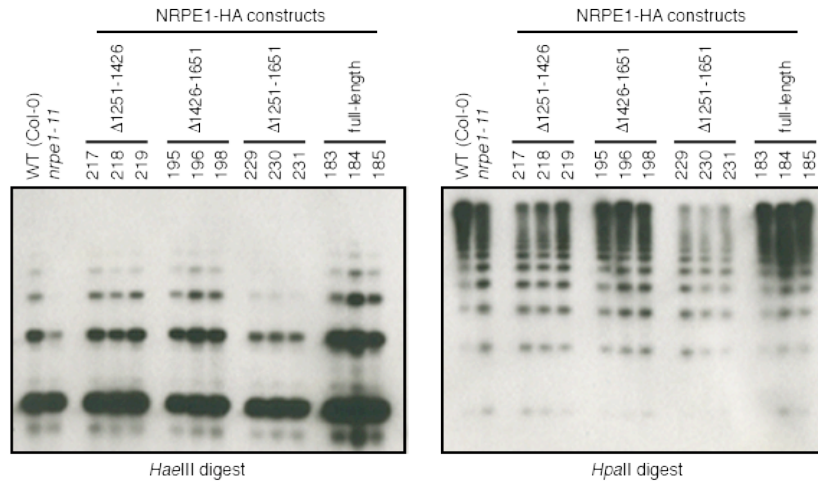 NRPE1-HA constructs
WT (Col-0)
nrpe1-11
Δ1251-1426
Δ1426-1651
Δ1251-1651
full-length
217 218 219 195 196 198 229 230 231 183 184 185
HaeIII digest
NRPE1-HA constructs
WT (Col-0)
nrpe1-11
Δ1251-1426
Δ1426-1651
Δ1251-1651
full-length
217 218 219 195 196 198 229 230 231 183 184 185
HpaII digest